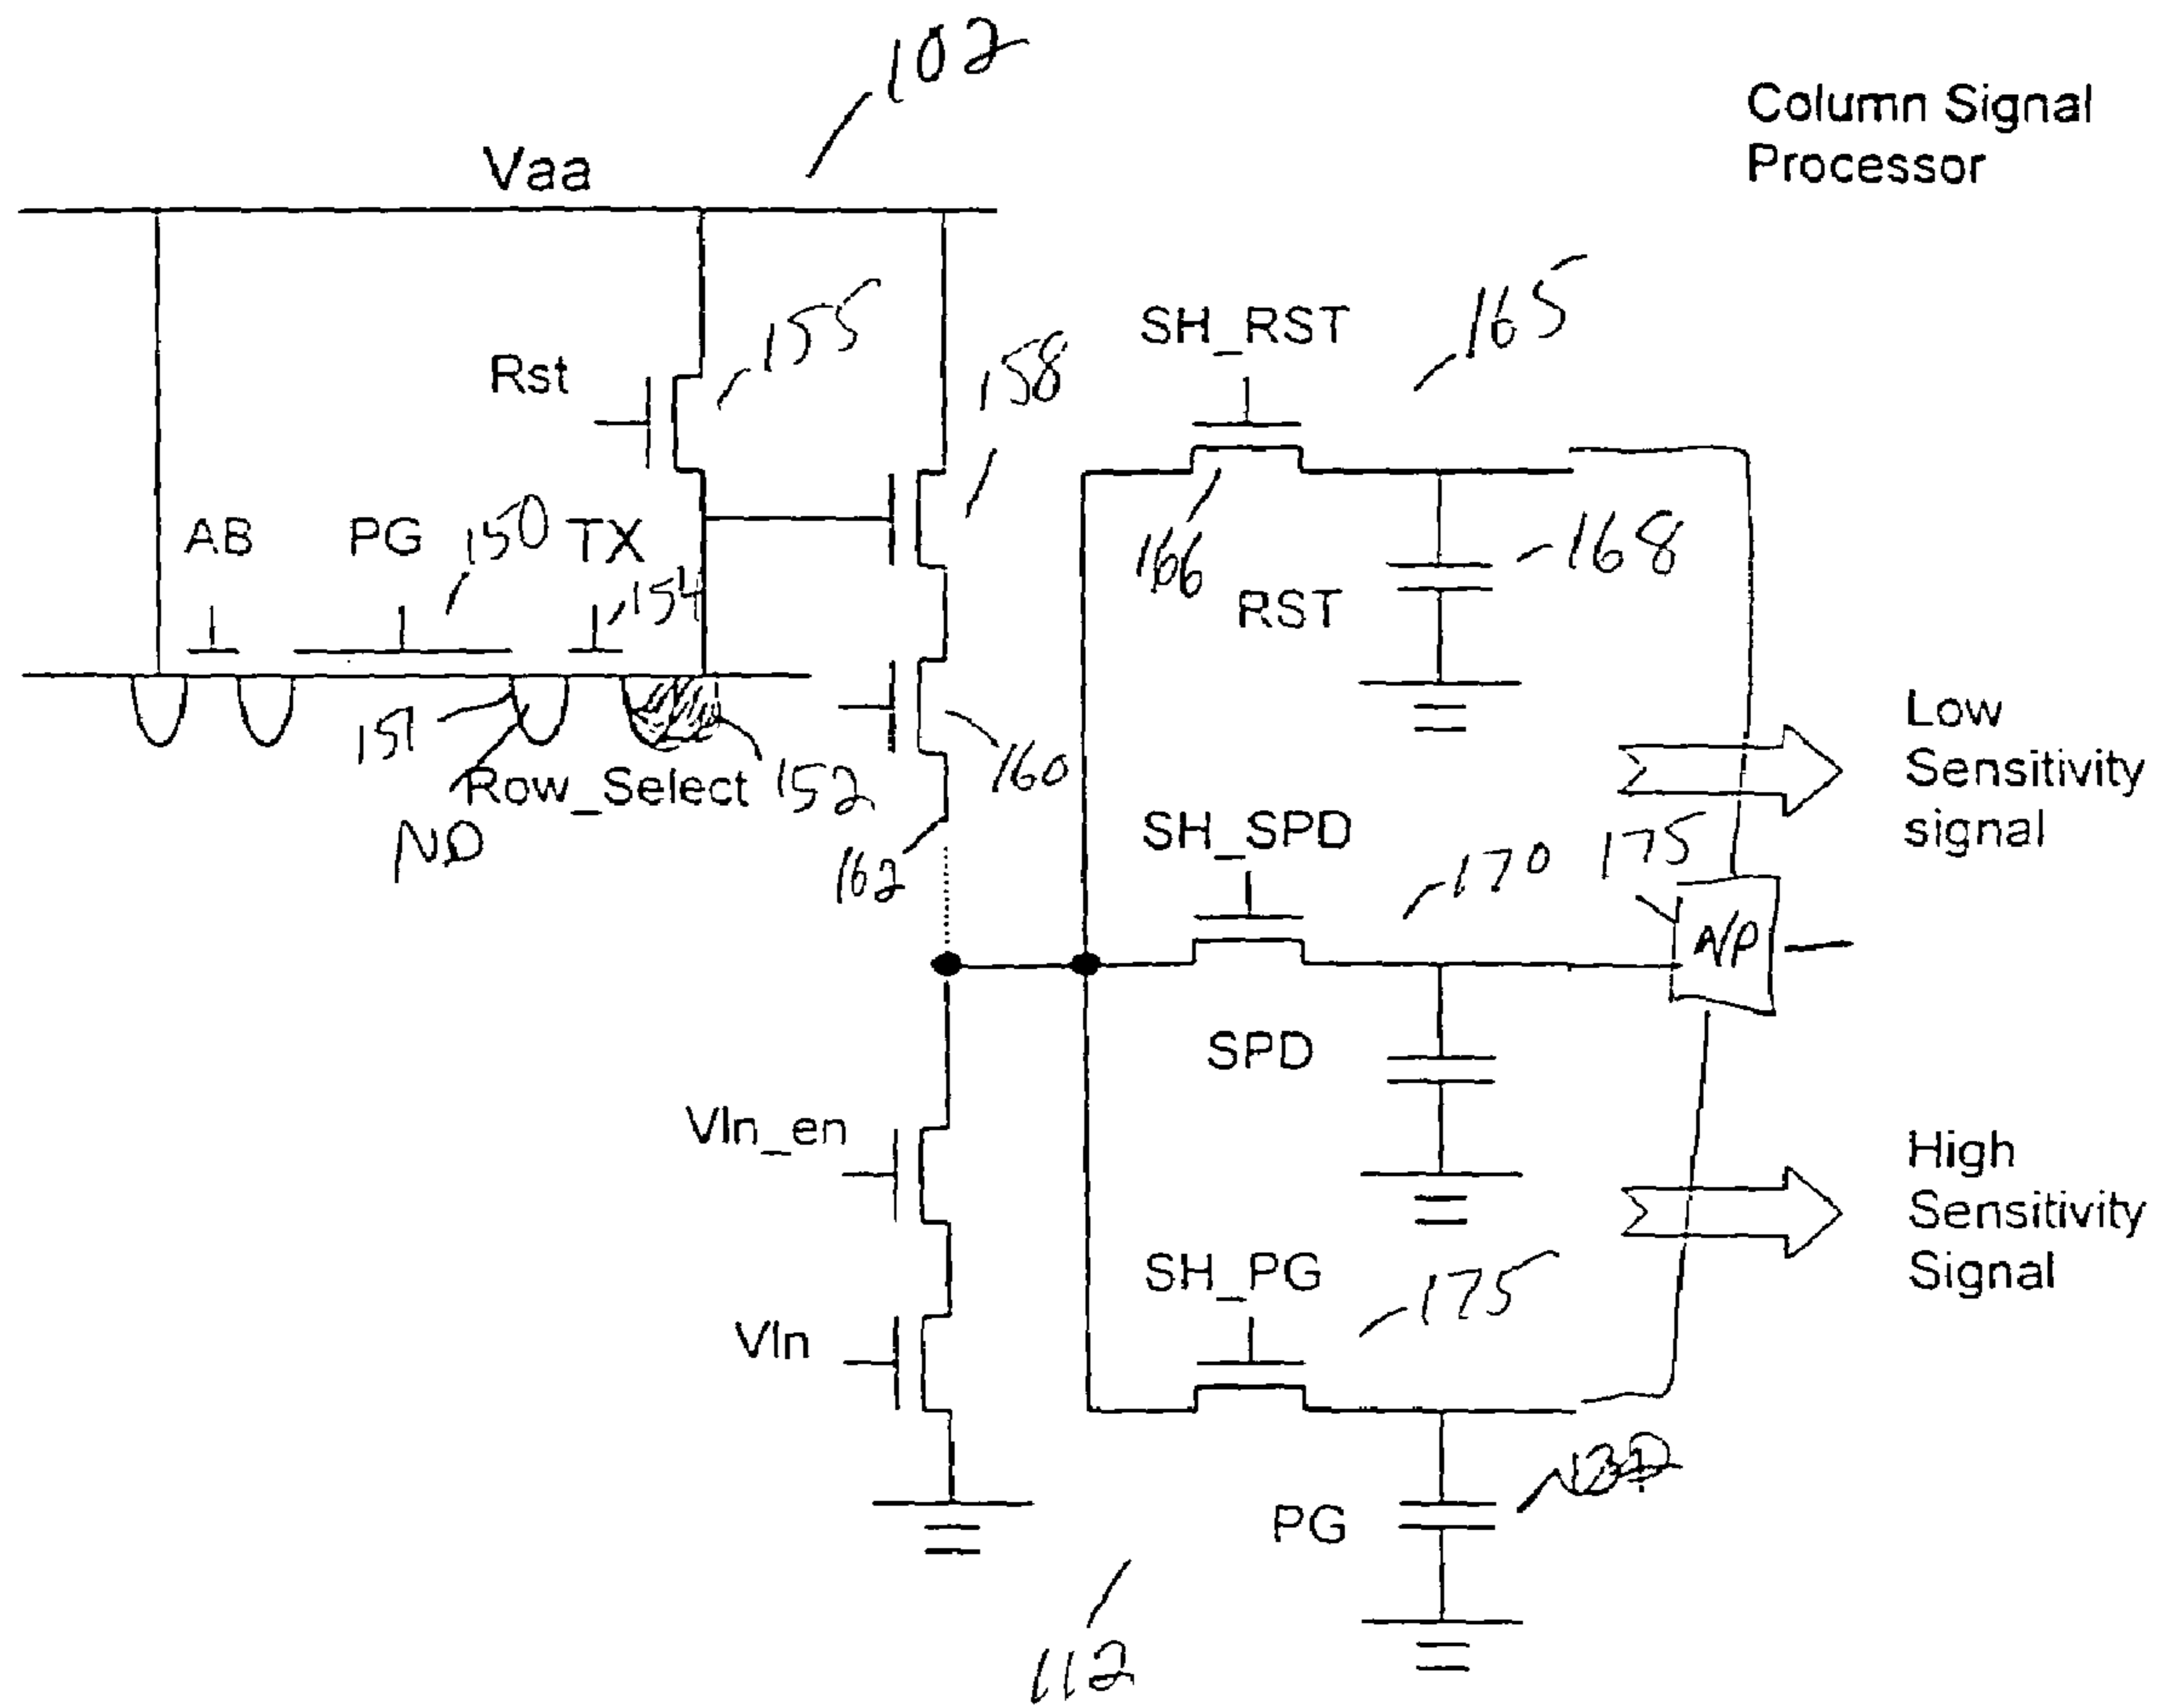 102
Column Signal
Processor
Vaa
SH_RST
165
155
Rst
158
AB
PG
150
TX
154
166
168
RST
151
Row_Select
152
160
ND
162
Low
Sensitivity
signal
SH_SPD
170
175
A/D
SPD
Vln_en
High
Sensitivity
Signal
SH_PG
175
Vln
PG
112